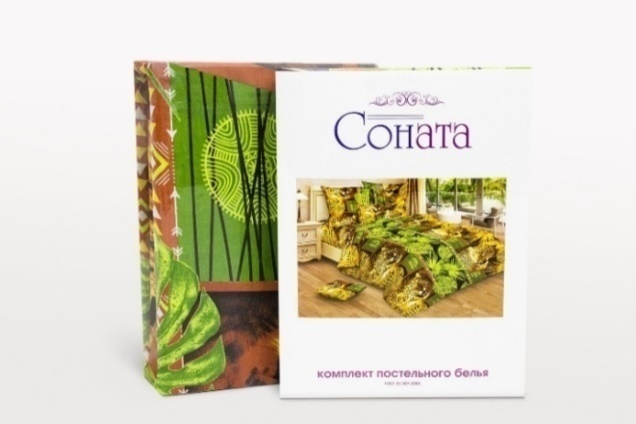 Соната
комплект постельного белья